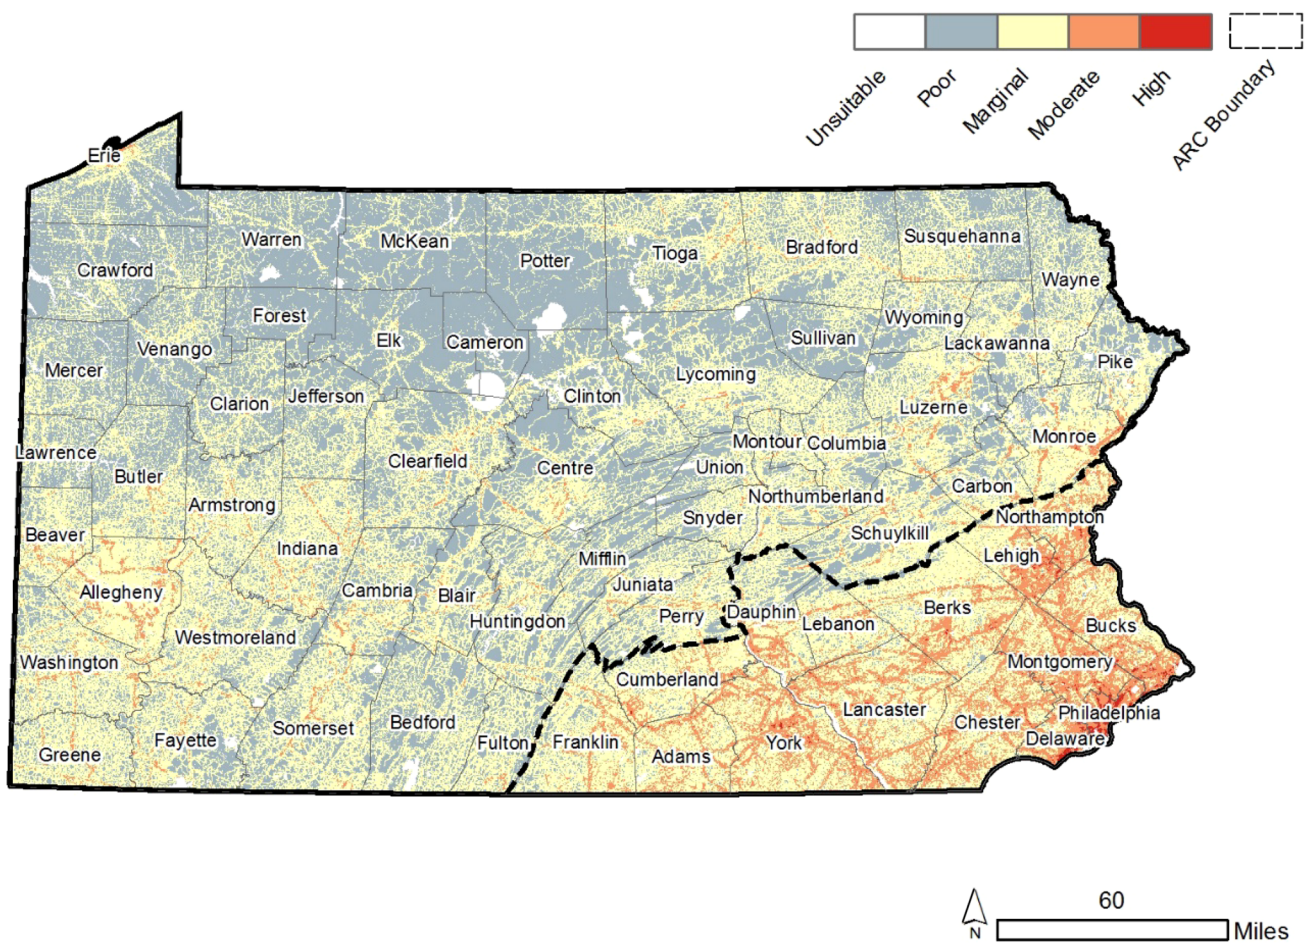 Unsuitable
Poor
Marginal
Moderate
High
ARC Boundary
Erie
Warren
McKean
Potter
Tioga
Bradford
Susquehanna
Crawford
Wayne
Forest
Wyoming
Venango
Elk
Cameron
Sullivan
Lackawanna
Mercer
Pike
Lycoming
Clarion
Jefferson
Clinton
Luzerne
Lawrence
Montour
Columbia
Monroe
Butler
Clearfield
Centre
Union
Armstrong
Northumberland
Carbon
Beaver
Snyder
Northampton
Indiana
Schuylkill
Mifflin
Lehigh
Allegheny
Cambria
Blair
Juniata
Huntingdon
Perry
Dauphin
Lebanon
Berks
Bucks
Westmoreland
Washington
Montgomery
Cumberland
Somerset
Bedford
Lancaster
Philadelphia
Greene
Fayette
Fulton
Franklin
Adams
York
Chester
Delaware
60
N
Miles